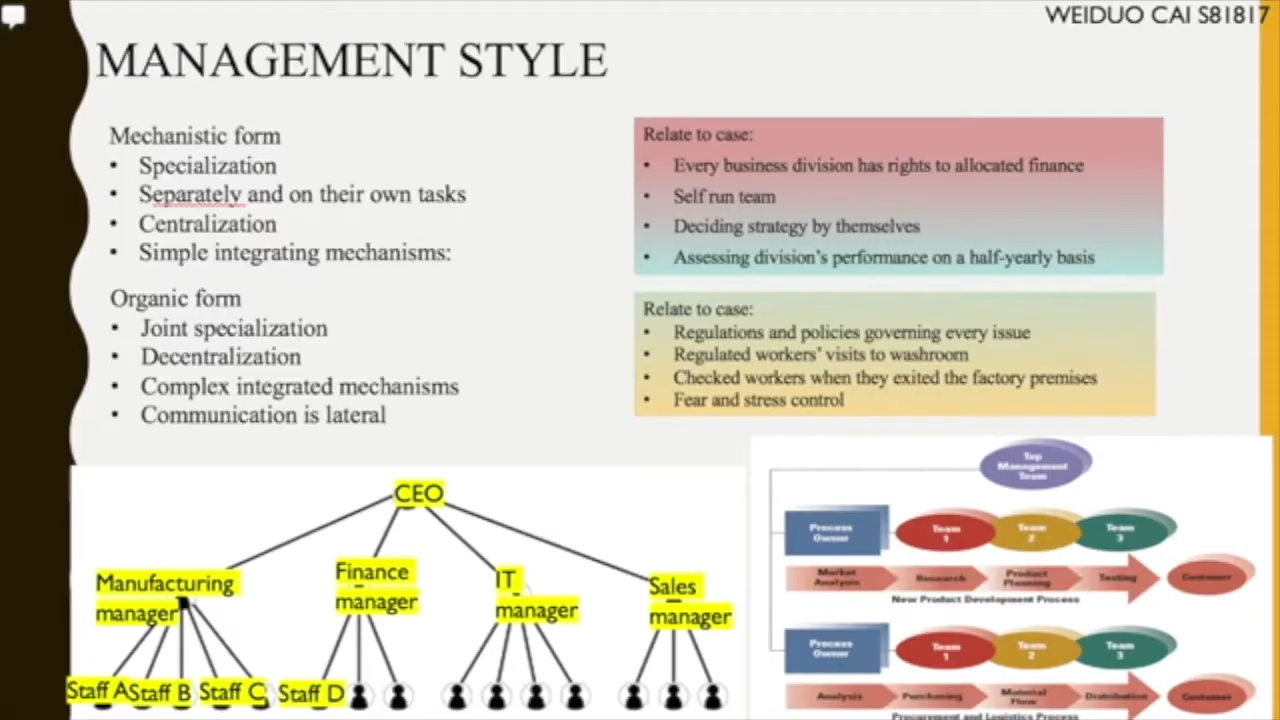 WEIDUO CAI S81817
MANAGEMENT STYLE
Mechanistic form
• Specialization
• Separately and on their own tasks
• Centralization
• Simple integrating mechanisms:
Organic form
• Joint specialization
• Decentralization
• Complex integrated mechanisms
• Communication is lateral
Relate to case:
• Every business division has rights to allocated finance
• Self run team
• Deciding strategy by themselves
• Assessing division's performance on a half-yearly basis
Relate to case:
• Regulations and policies governing every issue
• Regulated workers' visits to washroom
• Checked workers when they exited the factory premises
• Fear and stress control
CEO
Manufacturing
manager
Finance
manager
IT
manager
Sales
manager
Staff A
Staff B
Staff C
Staff D
Top
Management
Team
Process
Owner
Team
1
Team
2
Team
3
Market
Analysis
Research
Product
Planning
Testing
Customer
New Product Development Process
Process
Owner
Team
1
Team
2
Team
3
Analysis
Purchasing
Material
Flow
Distribution
Customer
Procurement and Logistics Process